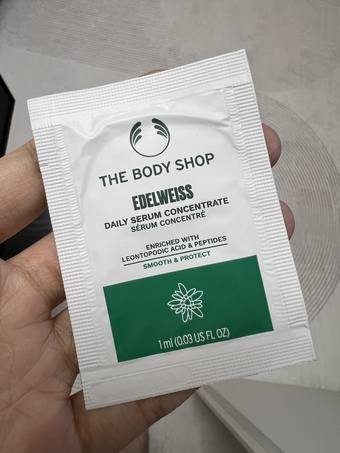 THE BODY SHOP
EDELWEISS
DAILY SERUM CONCENTRATE
SÉRUM CONCENTRÉ
ENRICHED WITH
LEONTOPODIC ACID & PEPTIDES
SMOOTH & PROTECT
1 ml (0.03 US FL OZ)